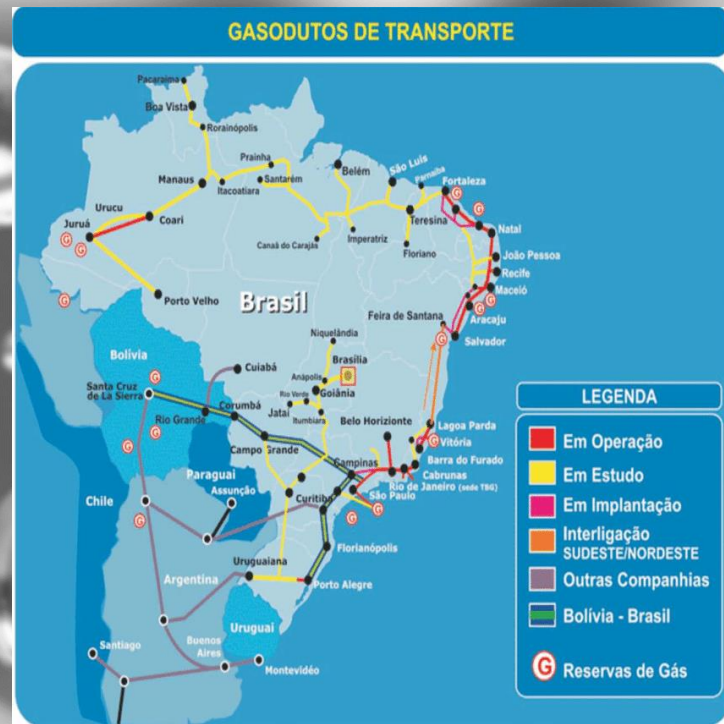 GASODUTOS DE TRANSPORTE
Pacaraima
Boa Vista
Rorainópolis
Prainha
Santarém
Manaus
Itacoatiara
Belém
São Luis
Parnaíba
Fortaleza
Urucu
Coari
Juruá
Teresina
Natal
Canaã do Carajás
Imperatriz
Floriano
João Pessoa
Recife
Maceió
Porto Velho
Brasil
Feira de Santana
Aracaju
Salvador
Niquelândia
Bolívia
Brasília
Cuiabá
Anápolis
Goiânia
Santa Cruz
de La Sierra
Rio Verde
Jataí
Itumbiara
Rio Grande
Corumbá
Belo Horizionte
Lagoa Parda
Vitória
Campo Grande
Campinas
Barra do Furado
Cabrunas
Rio de Janeiro (sede TBG)
Paraguai
Assunção
Chile
Curitiba
São Paulo
Florianópolis
Uruguaiana
Argentina
Porto Alegre
Uruguai
Santiago
Buenos
Aires
Montevidéo
LEGENDA
Em Operação
Em Estudo
Em Implantação
Interligação
SUDESTE/NORDESTE
Outras Companhias
Bolívia - Brasil
G Reservas de Gás